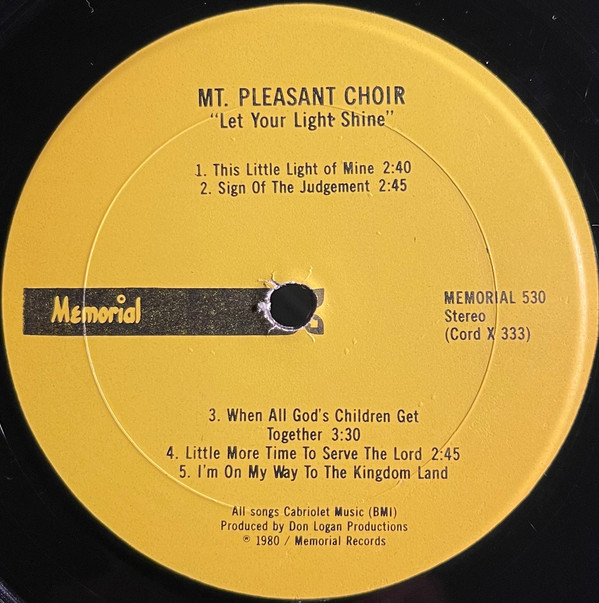 MT. PLEASANT CHOIR
"Let Your Light Shine"
1. This Little Light of Mine 2:40
2. Sign Of The Judgement 2:45
Memorial
MEMORIAL 530
Stereo
(Cord X 333)
3. When All God's Children Get
Together 3:30
4. Little More Time To Serve The Lord 2:45
5. I'm On My Way To The Kingdom Land
All songs Cabriolet Music (BMI)
Produced by Don Logan Productions
℗ 1980 / Memorial Records